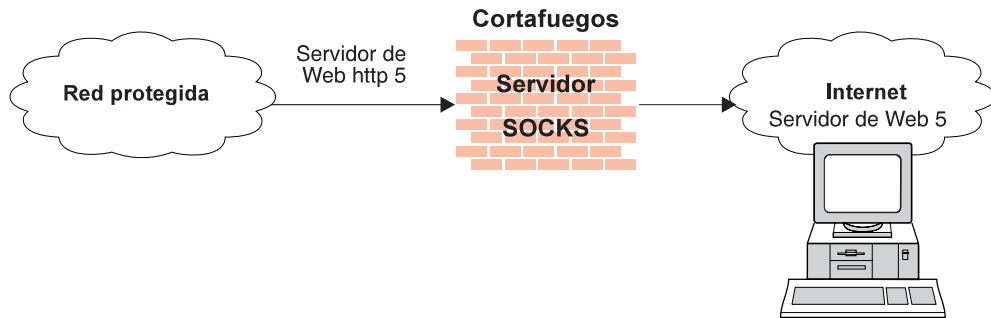 Cortafuegos
Servidor de
Web http 5
Red protegida
Servidor
SOCKS
Internet
Servidor de Web 5